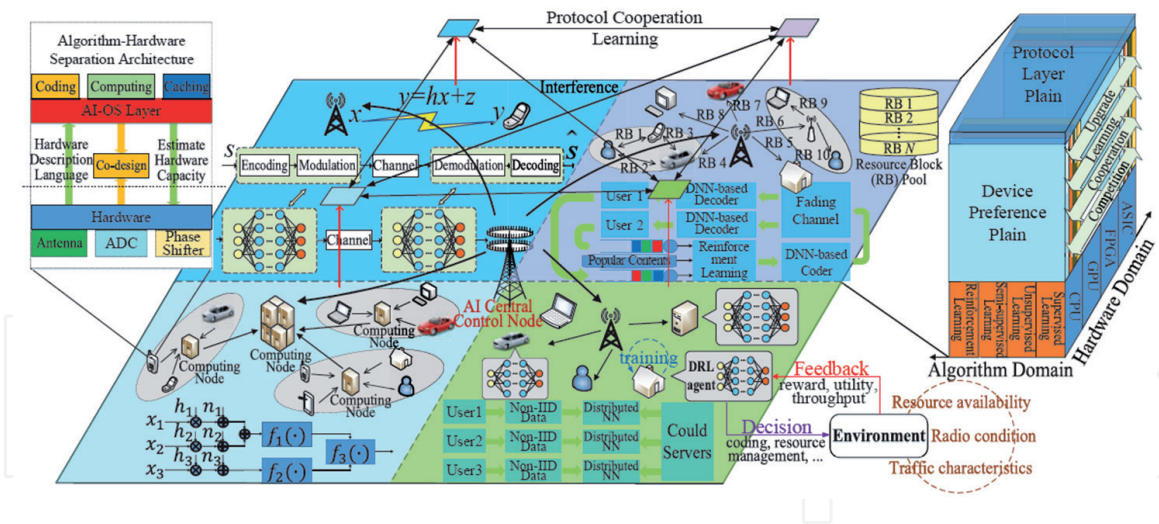 Algorithm-Hardware
Separation Architecture
Coding
Computing
Caching
AI-OS Layer
Hardware
Description
Language
Co-design
Estimate
Hardware
Capacity
Hardware
Antenna
ADC
Phase
Shifter
Protocol Cooperation
Learning
Interference
y=hx+z
x
y
S
Encoding
Modulation
Channel
Demodulation
Decoding
Ŝ
Channel
RB 1
RB 2
RB 3
RB 4
RB 5
RB 6
RB 7
RB 8
RB 9
RB 10
RB 1
RB 2
RB N
Resource Block
(RB) Pool
User 1
DNN-based
Decoder
Fading
Channel
User 2
DNN-based
Decoder
Popular Contents
Reinforce
ment
Learning
DNN-based
Coder
AI Central
Control Node
Computing
Node
Computing
Node
Computing
Node
Computing
Node
x1
h1
n1
x2
h2
n2
x3
h3
n3
f1(·)
f2(·)
f3(·)
training
DRL
agent
User1
Non-IID
Data
Distributed
NN
User2
Non-IID
Data
Distributed
NN
User3
Non-IID
Data
Distributed
NN
Could
Servers
Feedback
reward, utility,
throughput
Decision
coding, resource
management, ...
Environment
Resource availability
Radio condition
Traffic characteristics
Protocol
Layer
Plain
Device
Preference
Plain
Upgrade
Learning
Cooperation
Competition
ASIC
FPGA
GPU
CPU
Reinforcement
Learning
Semi-supervised
Learning
Unsupervised
Learning
Supervised
Learning
Algorithm Domain
Hardware Domain